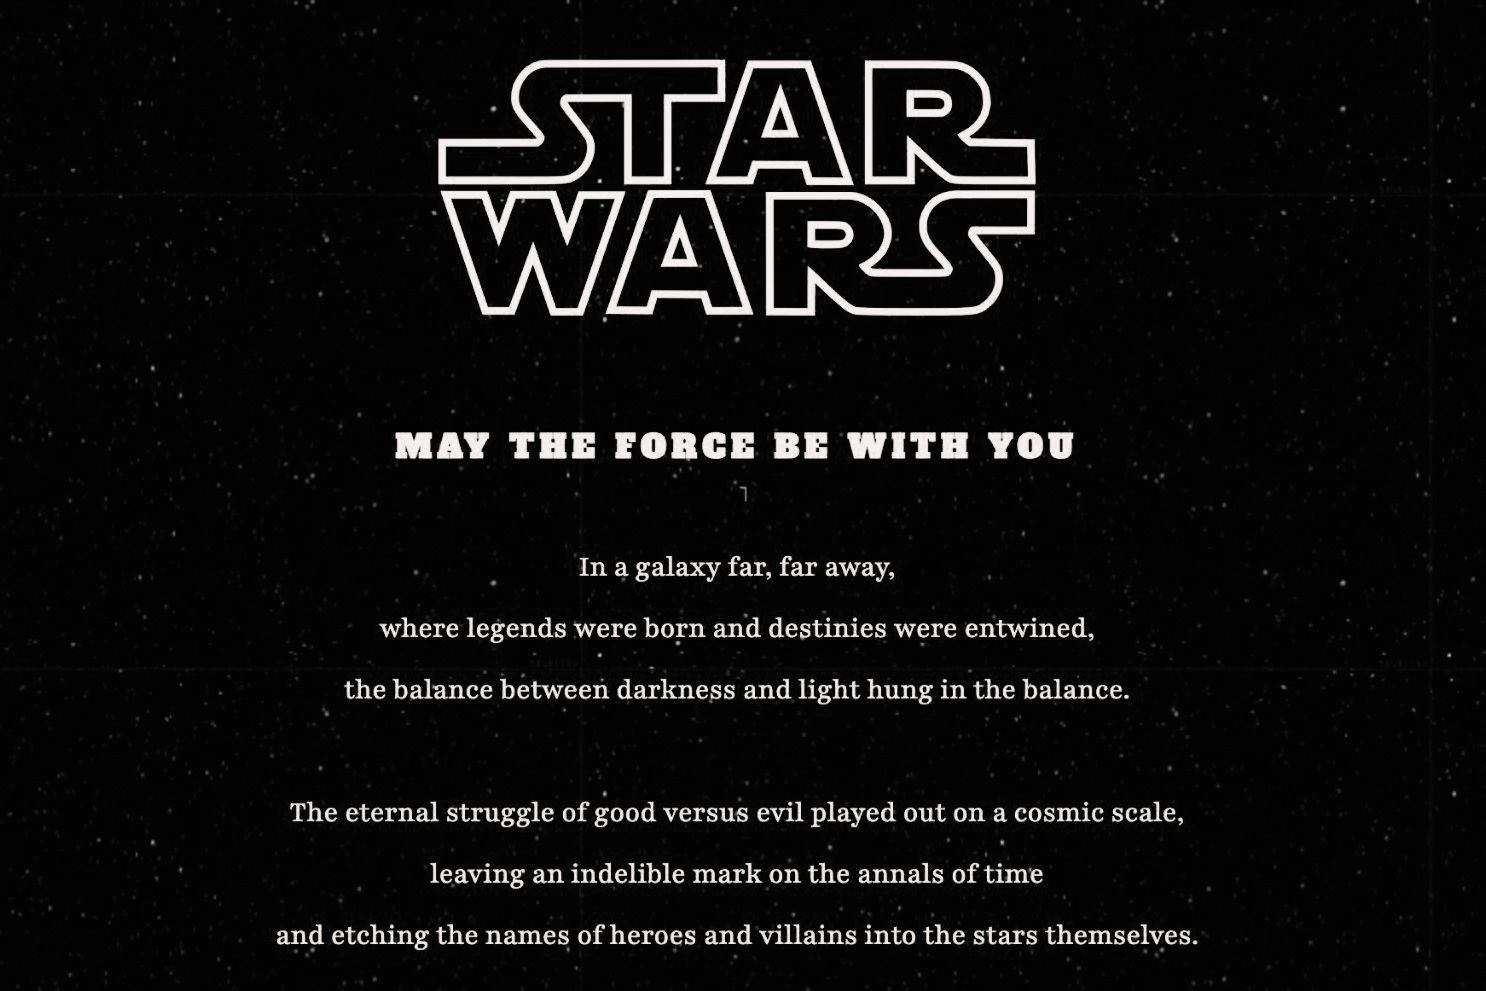 STAR
WARS
MAY THE FORCE BE WITH YOU
In a galaxy far, far away,
where legends were born and destinies were entwined,
the balance between darkness and light hung in the balance.
The eternal struggle of good versus evil played out on a cosmic scale,
leaving an indelible mark on the annals of time
and etching the names of heroes and villains into the stars themselves.